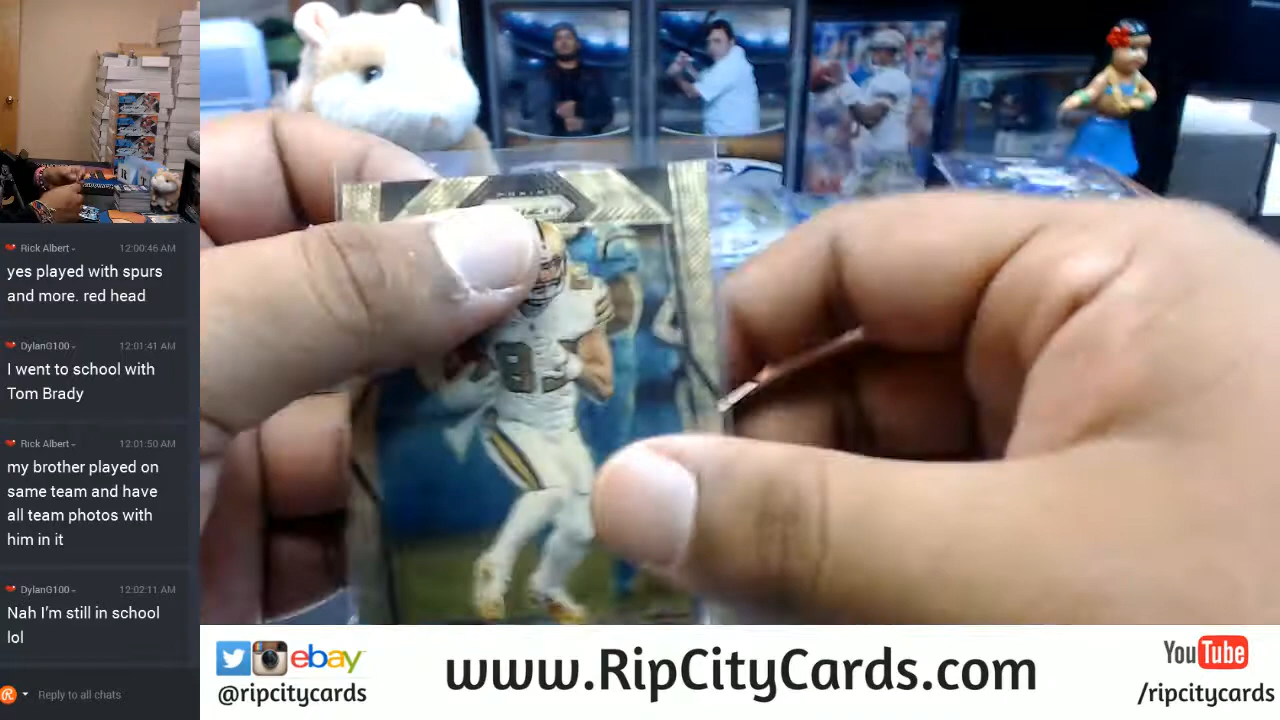 Rick Albert
12:00:46 AM
yes played with spurs
and more. red head
DylanG100
12:01:41 AM
I went to school with
Tom Brady
Rick Albert
12:01:50 AM
my brother played on
same team and have
all team photos with
him in it
DylanG100
12:02:11 AM
Nah I'm still in school
lol
Reply to all chats
ebay
@ripcitycards
www.RipCityCards.com
YouTube
/ripcitycards